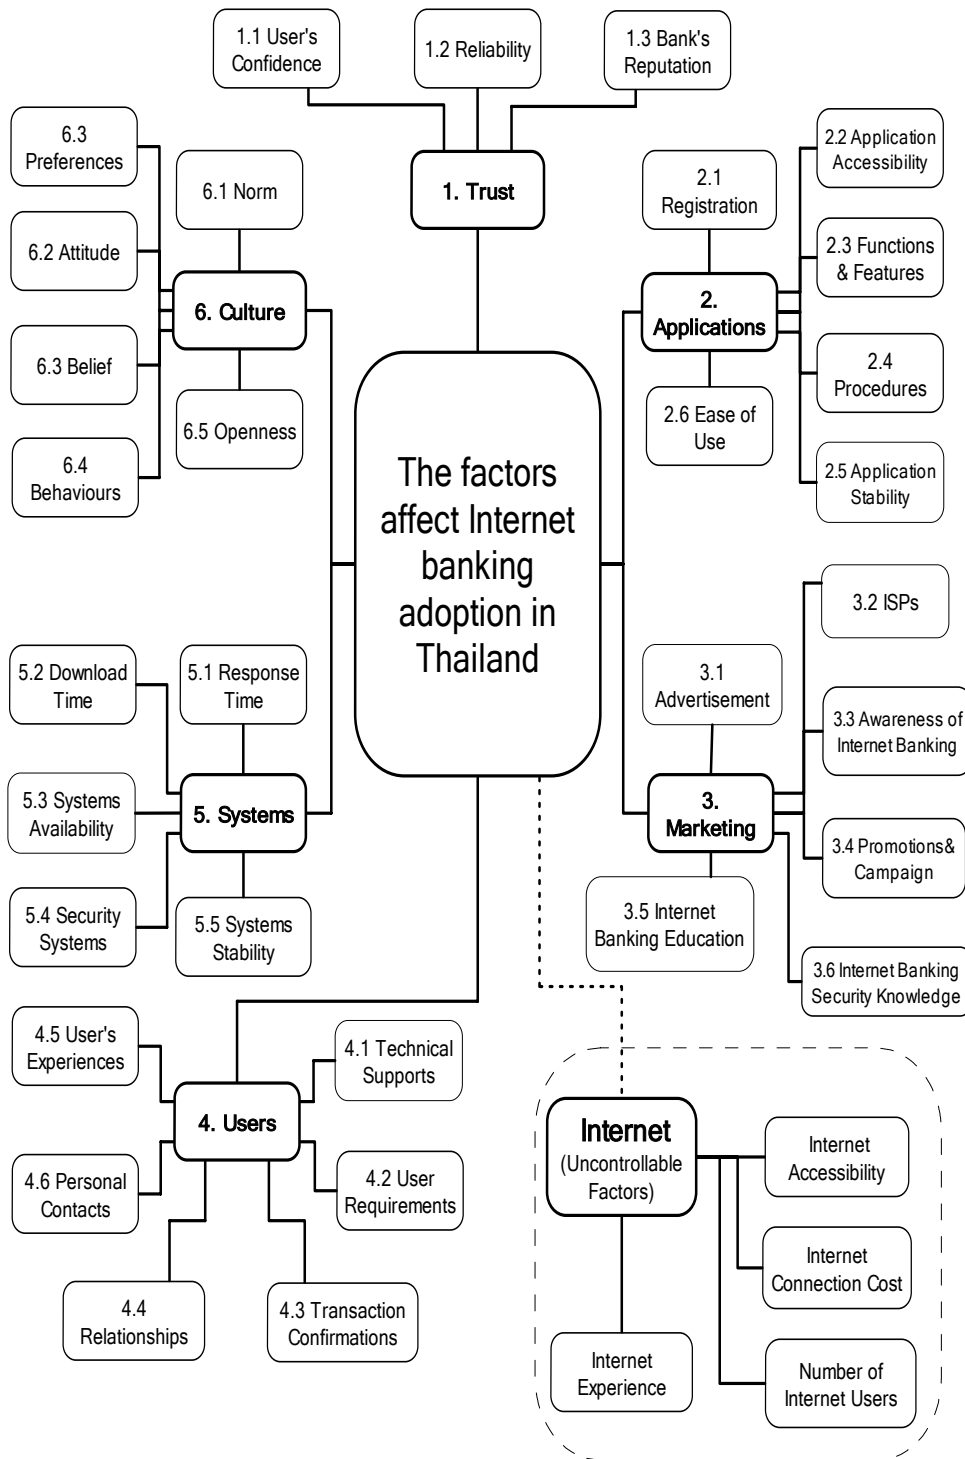 1.1 User's
Confidence
1.2 Reliability
1.3 Bank's
Reputation
1. Trust
6.3
Preferences
6.1 Norm
6.2 Attitude
6. Culture
6.3 Belief
6.5 Openness
6.4
Behaviours
2.1
Registration
2.2 Application
Accessibility
2.3 Functions
& Features
2.
Applications
2.4
Procedures
2.6 Ease of
Use
2.5 Application
Stability
The factors
affect Internet
banking
adoption in
Thailand
5.2 Download
Time
5.1 Response
Time
5.3 Systems
Availability
5. Systems
5.4 Security
Systems
5.5 Systems
Stability
3.2 ISPs
3.1
Advertisement
3.3 Awareness of
Internet Banking
3.
Marketing
3.4 Promotions&
Campaign
3.5 Internet
Banking Education
3.6 Internet Banking
Security Knowledge
4.5 User's
Experiences
4.1 Technical
Supports
4. Users
4.6 Personal
Contacts
4.2 User
Requirements
4.4
Relationships
4.3 Transaction
Confirmations
Internet
(Uncontrollable
Factors)
Internet
Accessibility
Internet
Connection Cost
Internet
Experience
Number of
Internet Users